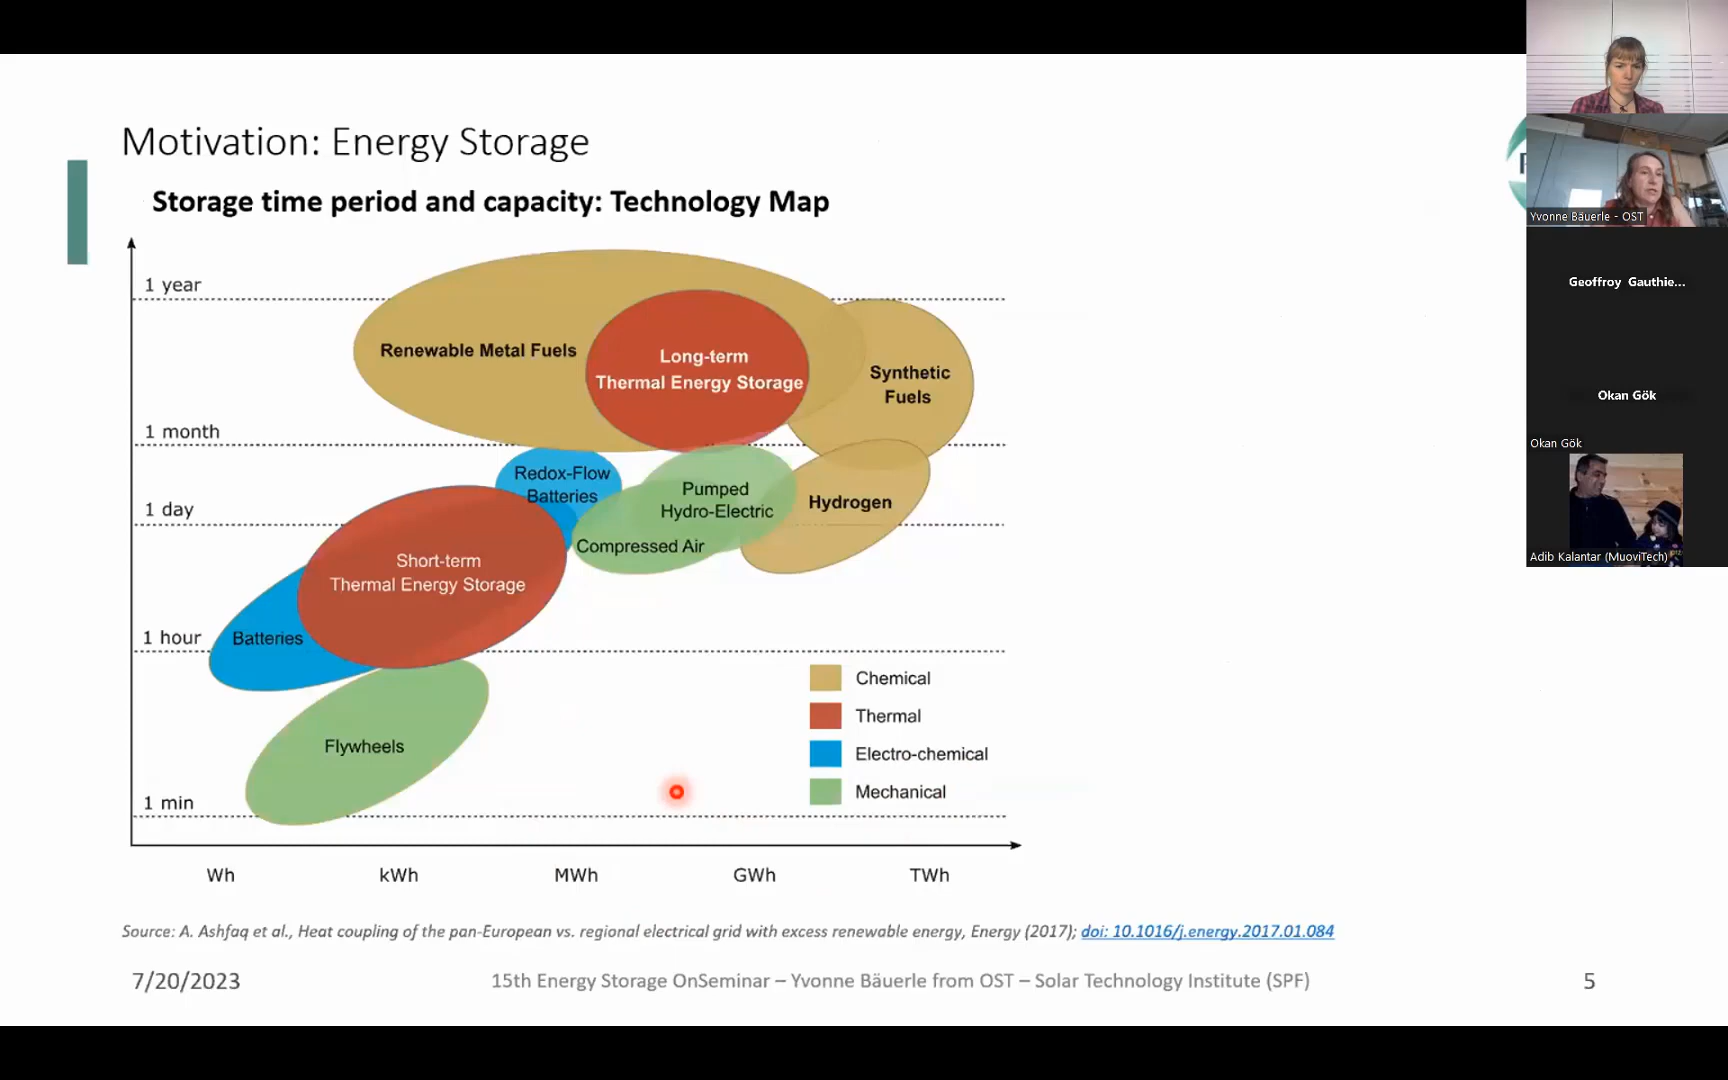 Motivation: Energy Storage
Storage time period and capacity: Technology Map
1 year
Renewable Metal Fuels
Long-term
Thermal Energy Storage
Synthetic
Fuels
1 month
Redox-Flow
Batteries
Pumped
Hydro-Electric
Hydrogen
1 day
Compressed Air
Short-term
Thermal Energy Storage
1 hour
Batteries
Flywheels
1 min
Chemical
Thermal
Electro-chemical
Mechanical
Wh
kWh
MWh
GWh
TWh
Source: A. Ashfaq et al., Heat coupling of the pan-European vs. regional electrical grid with excess renewable energy, Energy (2017); doi: 10.1016/j.energy.2017.01.084
7/20/2023
15th Energy Storage OnSeminar – Yvonne Bäuerle from OST – Solar Technology Institute (SPF)
5
Yvonne Bäuerle - OST
Geoffroy Gauthie...
Okan Gök
Okan Gök
Adib Kalantar (MuoviTech)